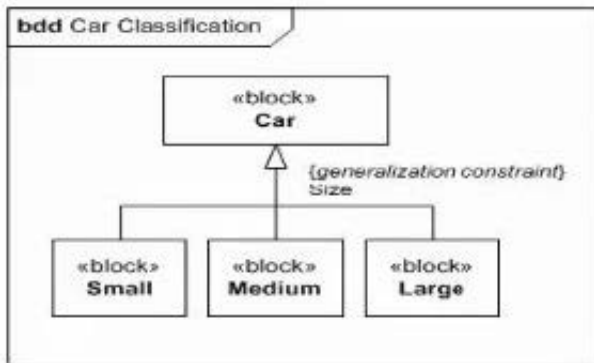 bdd Car Classification
«block»
Car
{generalization constraint}
Size
«block»
Small
«block»
Medium
«block»
Large